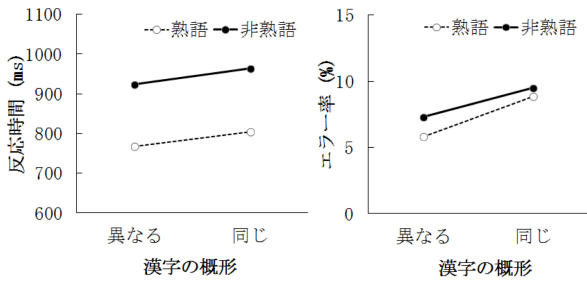 1100
1000
900
800
700
600
反応時間 (ms)
熟語 非熟語
異なる 同じ
漢字の概形
15
10
5
0
エラー率 (%)
熟語 非熟語
異なる 同じ
漢字の概形